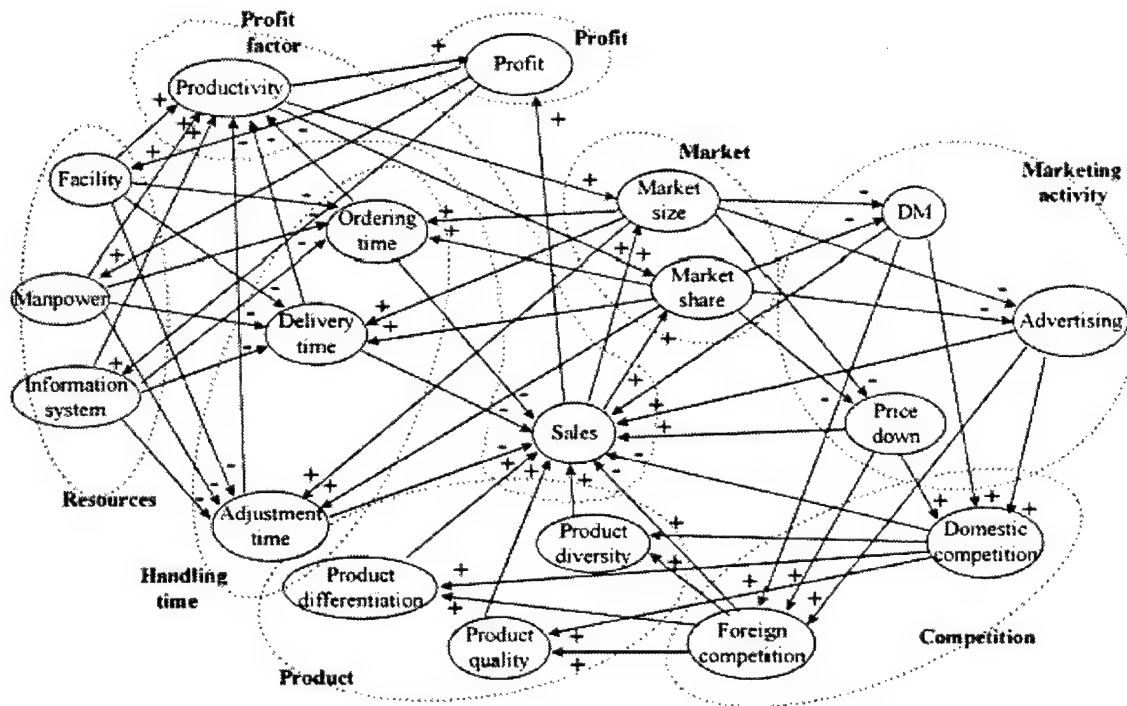 Profit
factor
Profit
Profit
Productivity
Market
Marketing
activity
Facility
Market
size
DM
Ordering
time
Market
share
Manpower
Delivery
time
Advertising
Information
system
Price
down
Sales
Resources
Adjustment
time
Product
diversity
Domestic
competition
Handling
time
Product
differentiation
Product
quality
Foreign
competition
Competition
Product